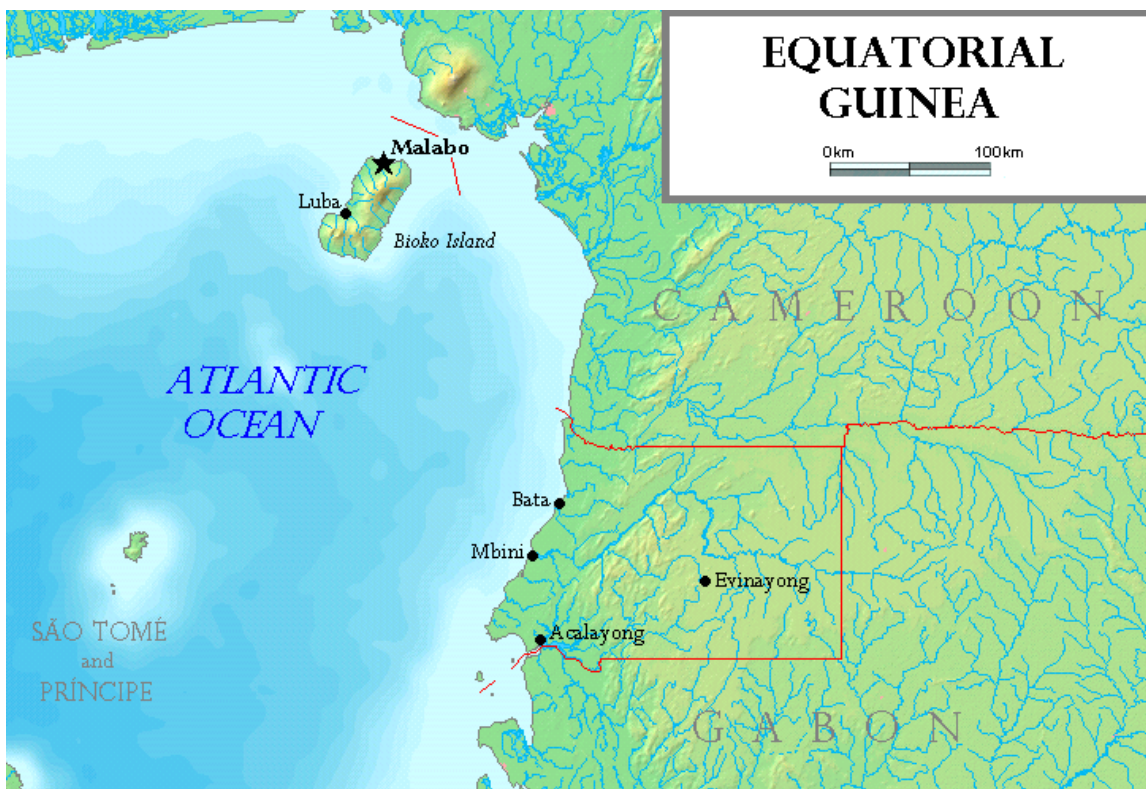 EQUATORIAL
GUINEA
0km 100km
Malabo
Luba
Bioko Island
CAMEROON
ATLANTIC
OCEAN
Bata
Mbini
Evinayong
Acalayong
SÃO TOMÉ
and
PRÍNCIPE
GABON